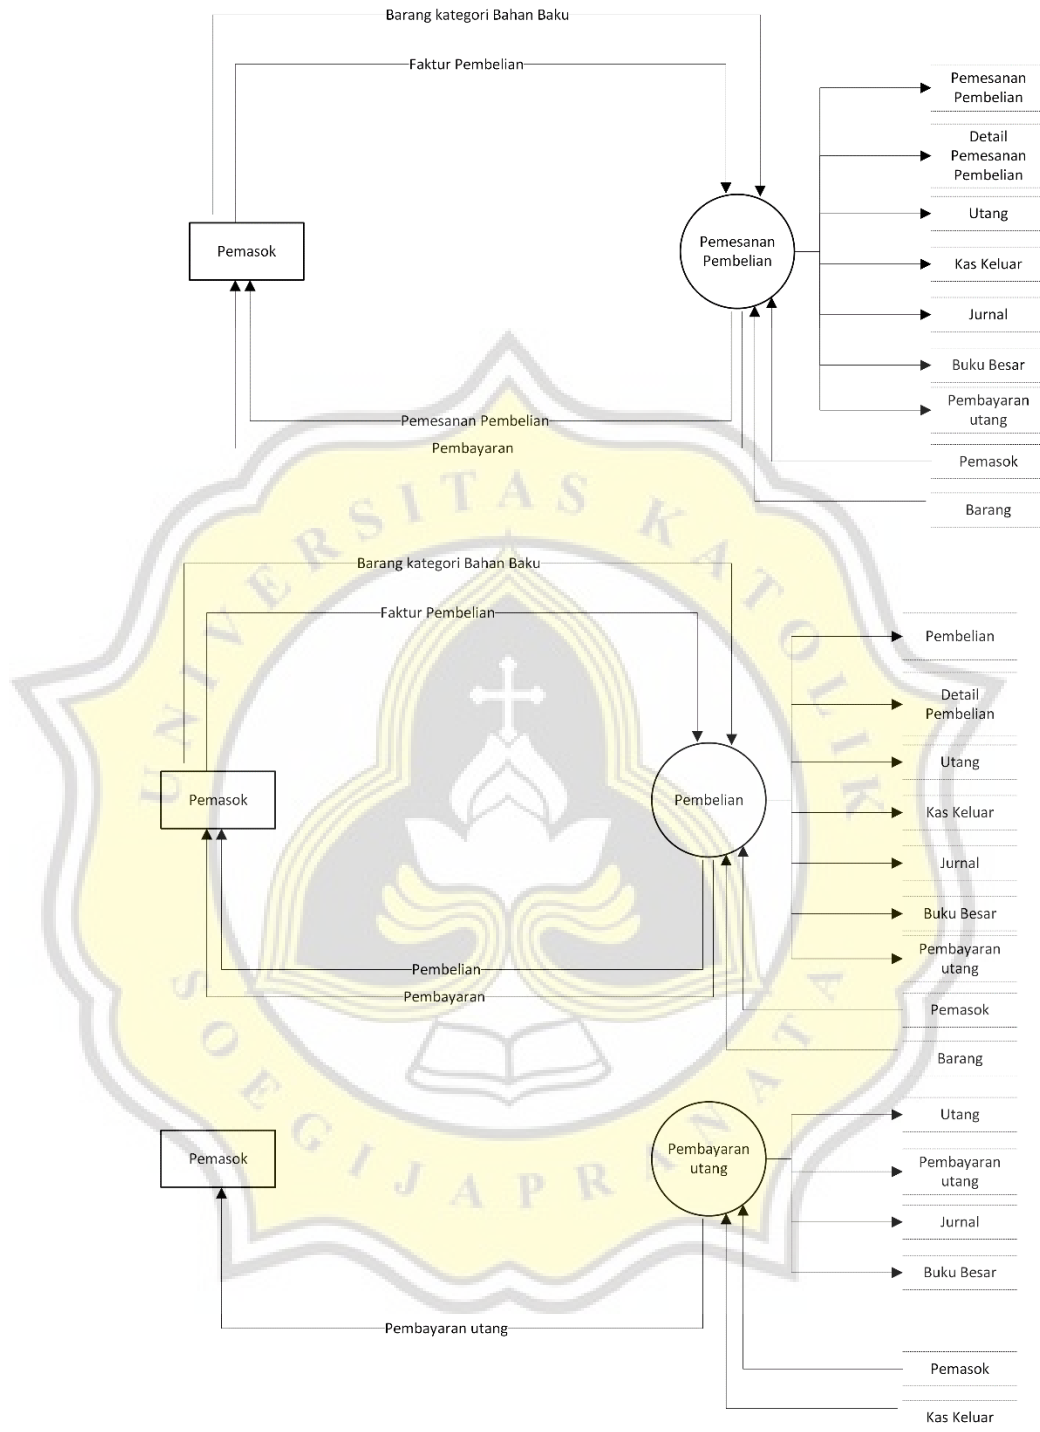 Barang kategori Bahan Baku
Faktur Pembelian
Pemasok
Pemesanan
Pembelian
Pemesanan Pembelian
Pembayaran
Pemesanan
Pembelian
Detail
Pemesanan
Pembelian
Utang
Kas Keluar
Jurnal
Buku Besar
Pembayaran
utang
Pemasok
Barang
UNIVERSITAS KATOLIK
SOEGIJAPRANATA
Barang kategori Bahan Baku
Faktur Pembelian
Pemasok
Pembelian
Pembelian
Pembayaran
Pembelian
Detail
Pembelian
Utang
Kas Keluar
Jurnal
Buku Besar
Pembayaran
utang
Pemasok
Barang
Pemasok
Pembayaran
utang
Pembayaran utang
Utang
Pembayaran
utang
Jurnal
Buku Besar
Pemasok
Kas Keluar